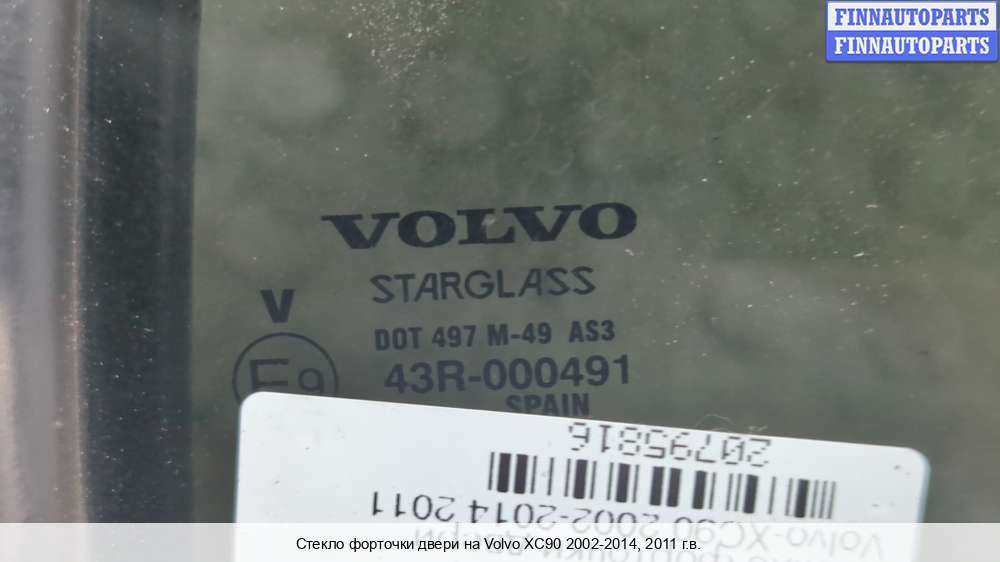 FINNAUTOPARTS
FINNAUTOPARTS
VOLVO
STARGLASS
V
DOT 497 M-49 AS3
E9
43R-000491
SPAIN
20795816
Volvo XC90 2002-2014 2011
двери
Стекло форточки двери на Volvo XC90 2002-2014, 2011 г.в.